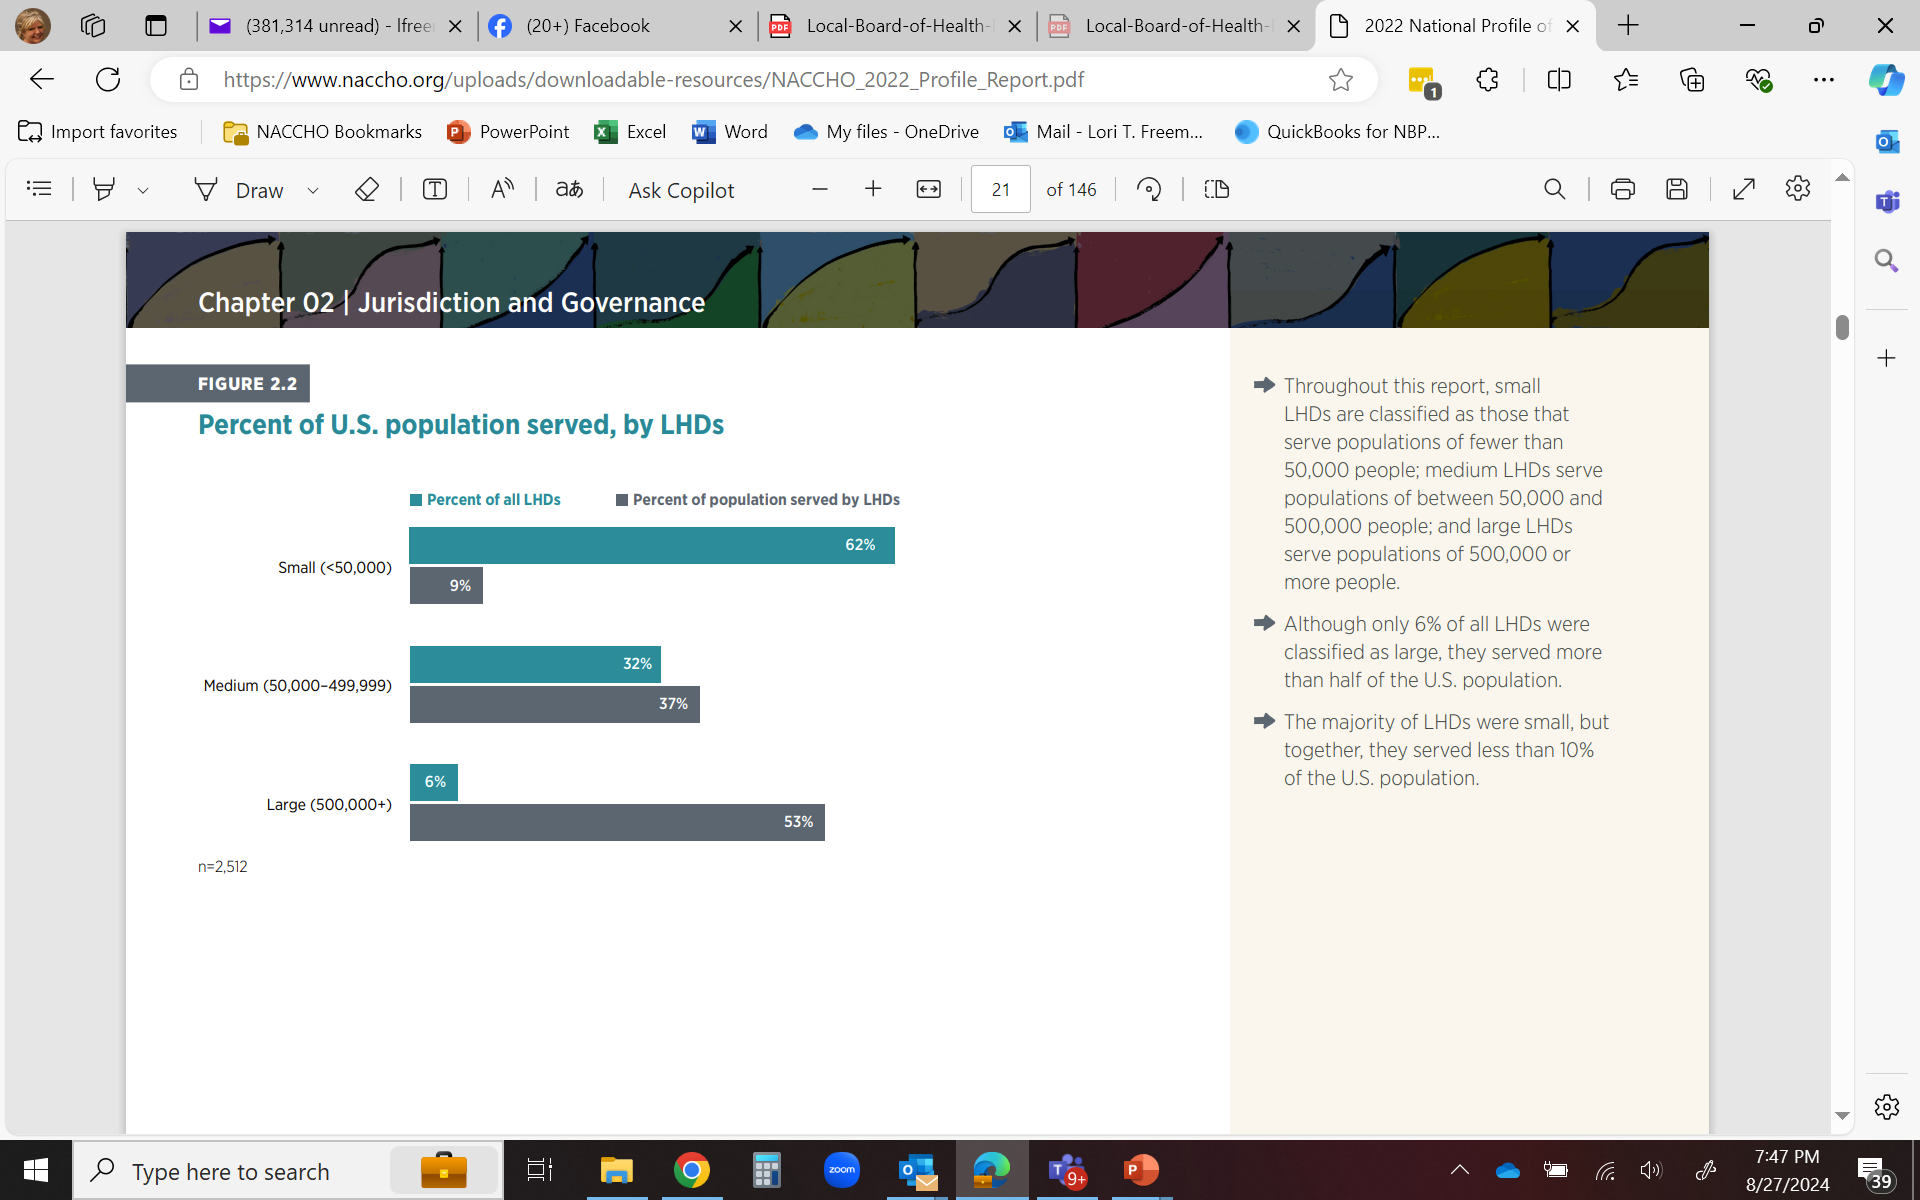 (381,314 unread) - lfree
(20+) Facebook
Local-Board-of-Health-
Local-Board-of-Health-
2022 National Profile of
https://www.naccho.org/uploads/downloadable-resources/NACCHO_2022_Profile_Report.pdf
1
Import favorites
NACCHO Bookmarks
PowerPoint
Excel
Word
My files - OneDrive
Mail - Lori T. Freem...
QuickBooks for NBP...
Draw
Ask Copilot
21
of 146
Chapter 02 | Jurisdiction and Governance
FIGURE 2.2
Percent of U.S. population served, by LHDs
Percent of all LHDs
Percent of population served by LHDs
Small (<50,000)
62%
9%
Medium (50,000–499,999)
32%
37%
Large (500,000+)
6%
53%
n=2,512
Throughout this report, small
LHDs are classified as those that
serve populations of fewer than
50,000 people; medium LHDs serve
populations of between 50,000 and
500,000 people; and large LHDs
serve populations of 500,000 or
more people.
Although only 6% of all LHDs were
classified as large, they served more
than half of the U.S. population.
The majority of LHDs were small, but
together, they served less than 10%
of the U.S. population.
Type here to search
zoom
9+
7:47 PM
8/27/2024
39